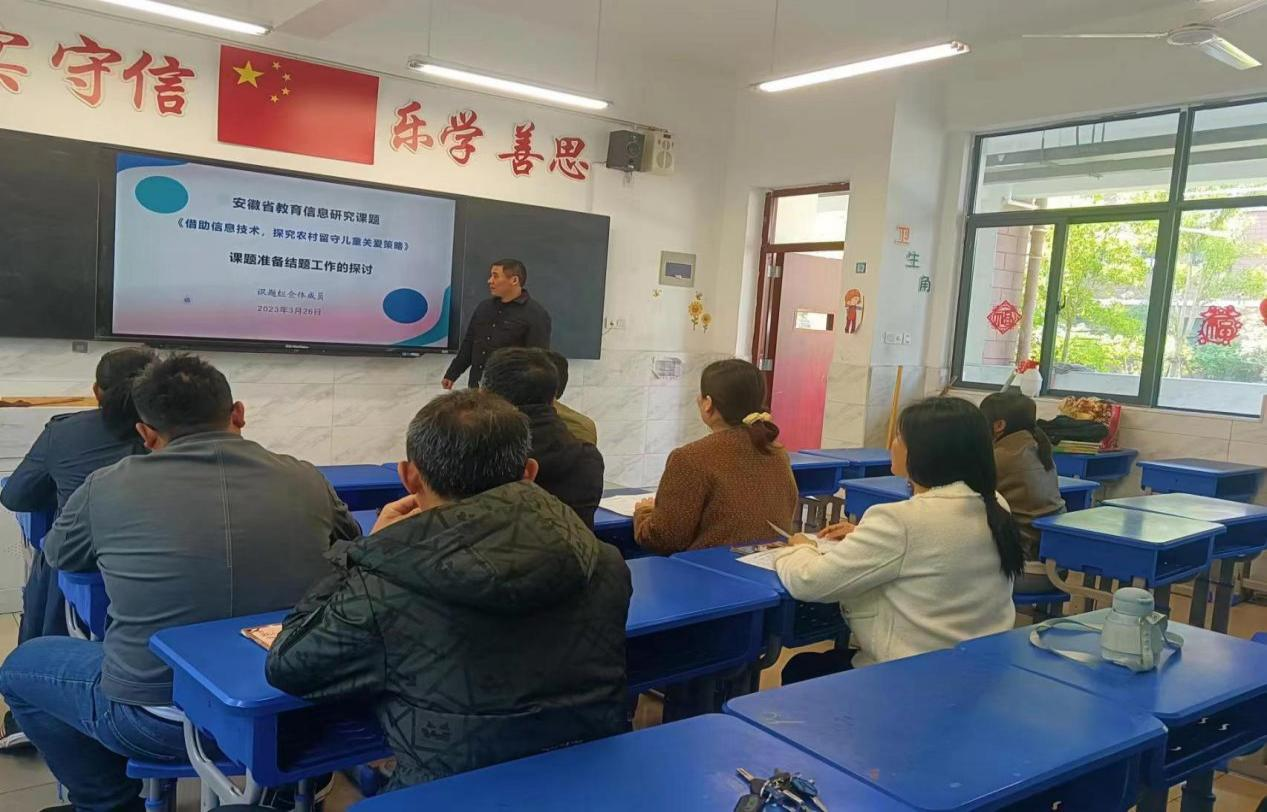 守信
乐学 善思
安徽省教育信息研究课题
《借助信息技术，探究农村留守儿童关爱策略》
课题准备结题工作的探讨
课题组全体成员
2023年3月26日
卫
生
角